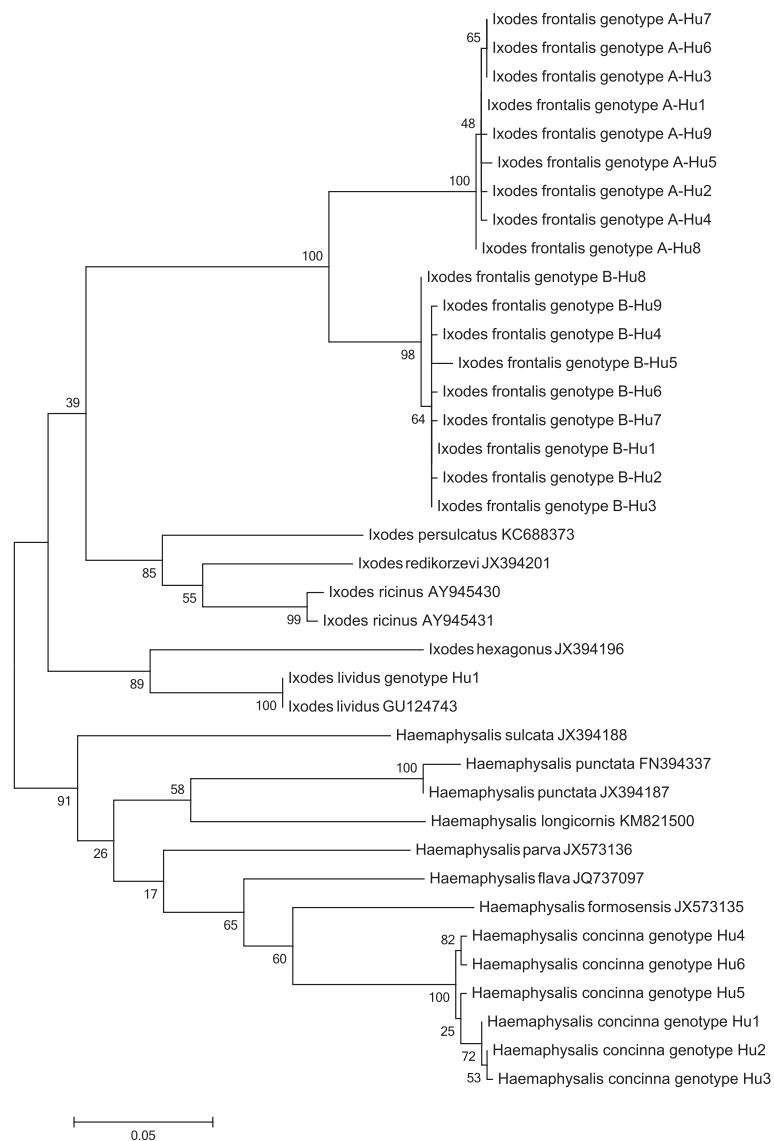 Ixodes frontalis genotype A-Hu7
65
Ixodes frontalis genotype A-Hu6
Ixodes frontalis genotype A-Hu3
Ixodes frontalis genotype A-Hu1
48
Ixodes frontalis genotype A-Hu9
Ixodes frontalis genotype A-Hu5
100
Ixodes frontalis genotype A-Hu2
Ixodes frontalis genotype A-Hu4
Ixodes frontalis genotype A-Hu8
100
Ixodes frontalis genotype B-Hu8
Ixodes frontalis genotype B-Hu9
Ixodes frontalis genotype B-Hu4
98
Ixodes frontalis genotype B-Hu5
Ixodes frontalis genotype B-Hu6
39
64
Ixodes frontalis genotype B-Hu7
Ixodes frontalis genotype B-Hu1
Ixodes frontalis genotype B-Hu2
Ixodes frontalis genotype B-Hu3
Ixodes persulcatus KC688373
85
Ixodes redikorzevi JX394201
55
Ixodes ricinus AY945430
99
Ixodes ricinus AY945431
Ixodes hexagonus JX394196
89
Ixodes lividus genotype Hu1
100
Ixodes lividus GU124743
Haemaphysalis sulcata JX394188
91
100
Haemaphysalis punctata FN394337
58
Haemaphysalis punctata JX394187
Haemaphysalis longicornis KM821500
26
Haemaphysalis parva JX573136
17
Haemaphysalis flava JQ737097
65
Haemaphysalis formosensis JX573135
60
82
Haemaphysalis concinna genotype Hu4
Haemaphysalis concinna genotype Hu6
100
Haemaphysalis concinna genotype Hu5
25
Haemaphysalis concinna genotype Hu1
72
Haemaphysalis concinna genotype Hu2
53
Haemaphysalis concinna genotype Hu3
0.05